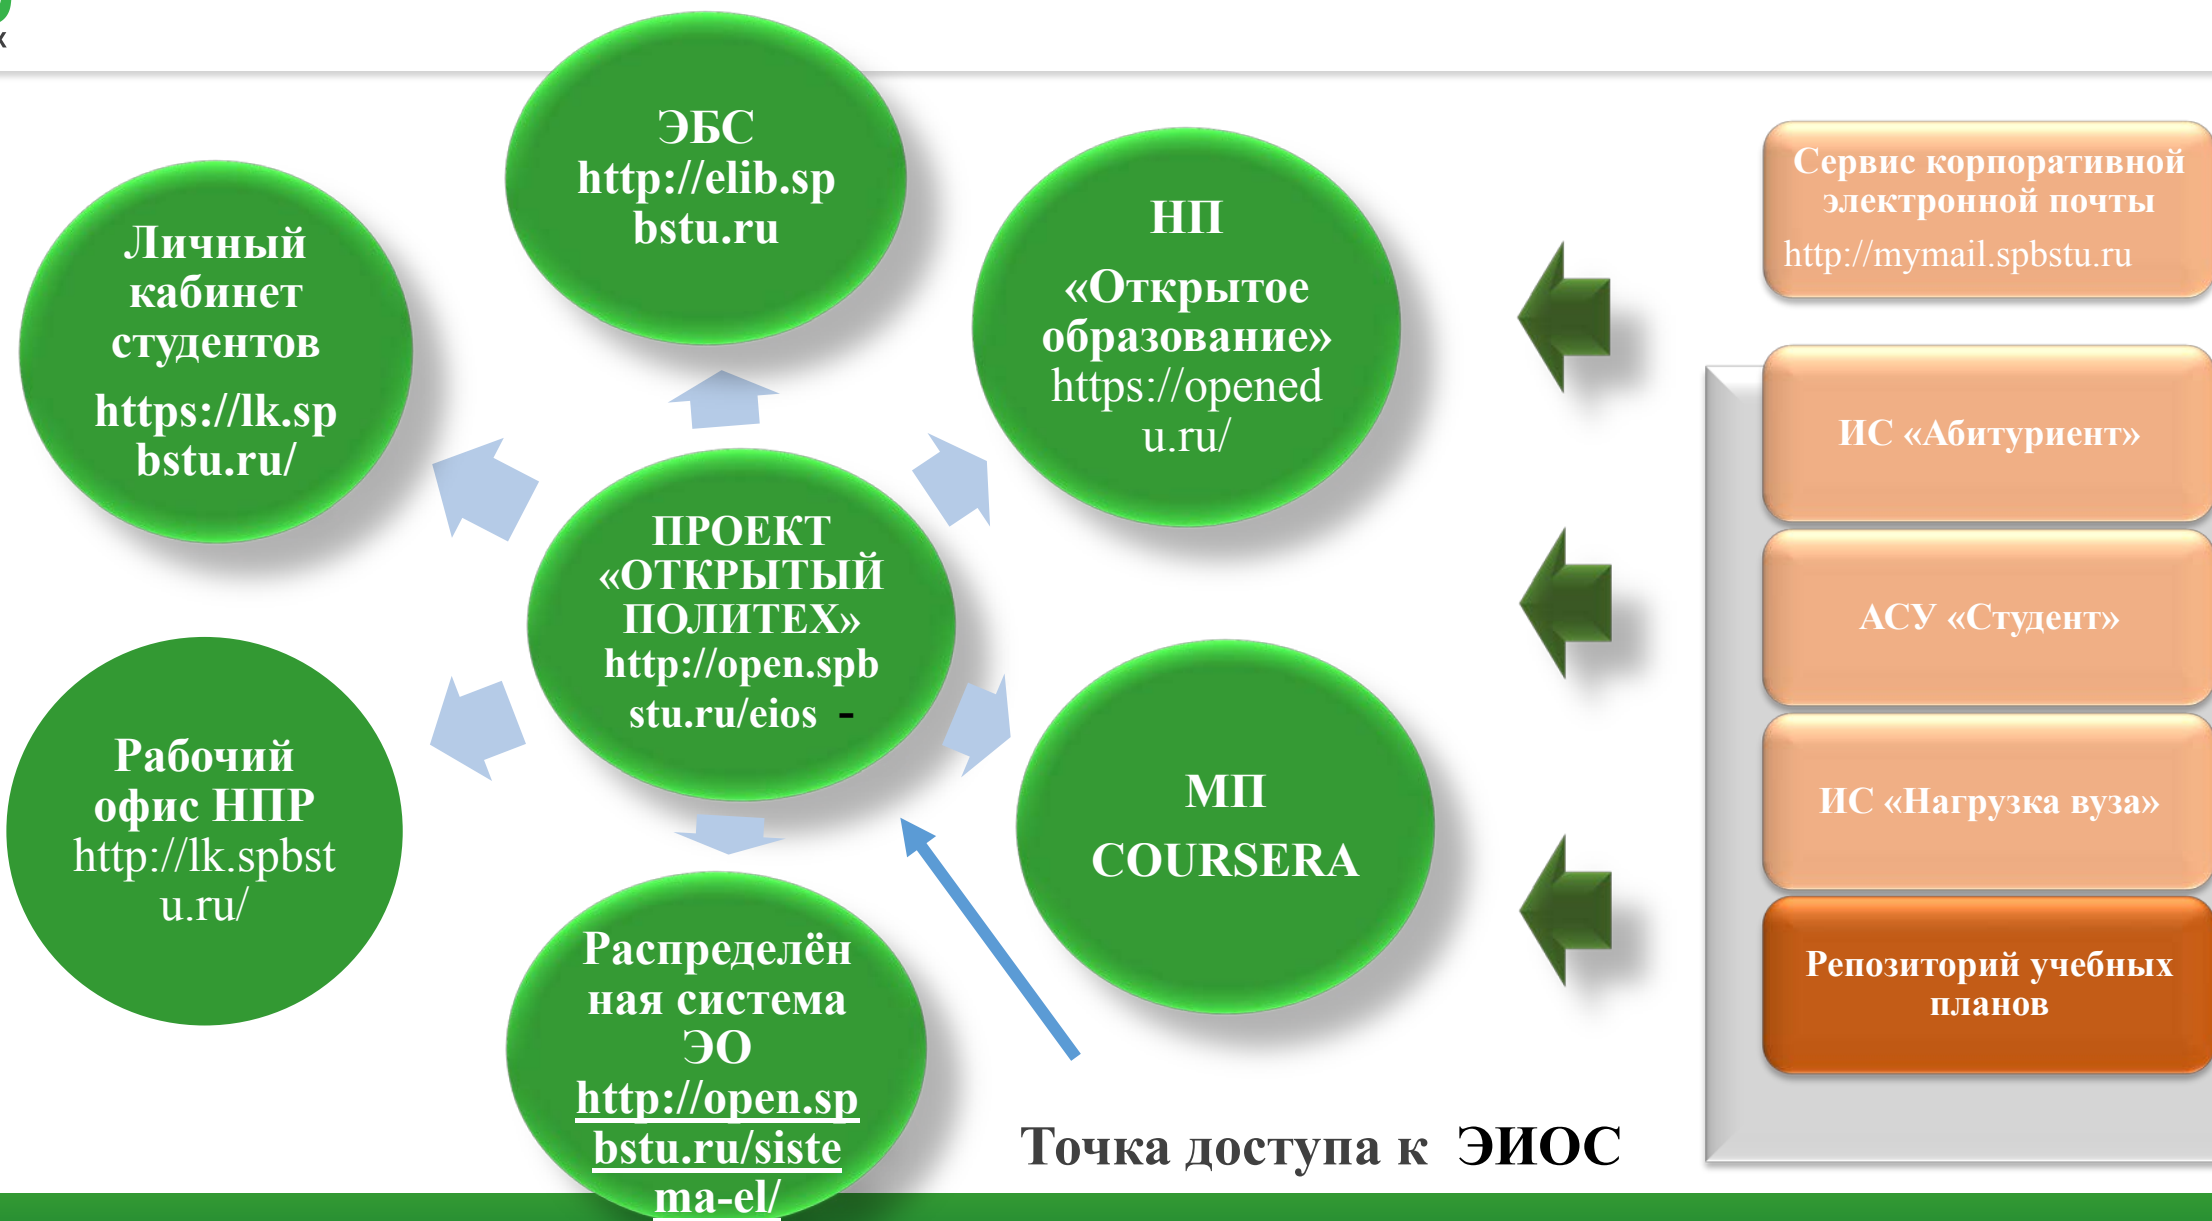 х
ЭБС
http://elib.sp
bstu.ru
Личный
кабинет
студентов
https://lk.sp
bstu.ru/
НП
«Открытое
образование»
https://opened
u.ru/
ПРОЕКТ
«ОТКРЫТЫЙ
ПОЛИТЕХ»
http://open.spb
stu.ru/eios -
Рабочий
офис НПР
http://lk.spbst
u.ru/
МП
COURSERA
Распределён
ная система
ЭО
http://open.sp
bstu.ru/siste
ma-el/
Точка доступа к ЭИОС
Сервис корпоративной
электронной почты
http://mymail.spbstu.ru
ИС «Абитуриент»
АСУ «Студент»
ИС «Нагрузка вуза»
Репозиторий учебных
планов